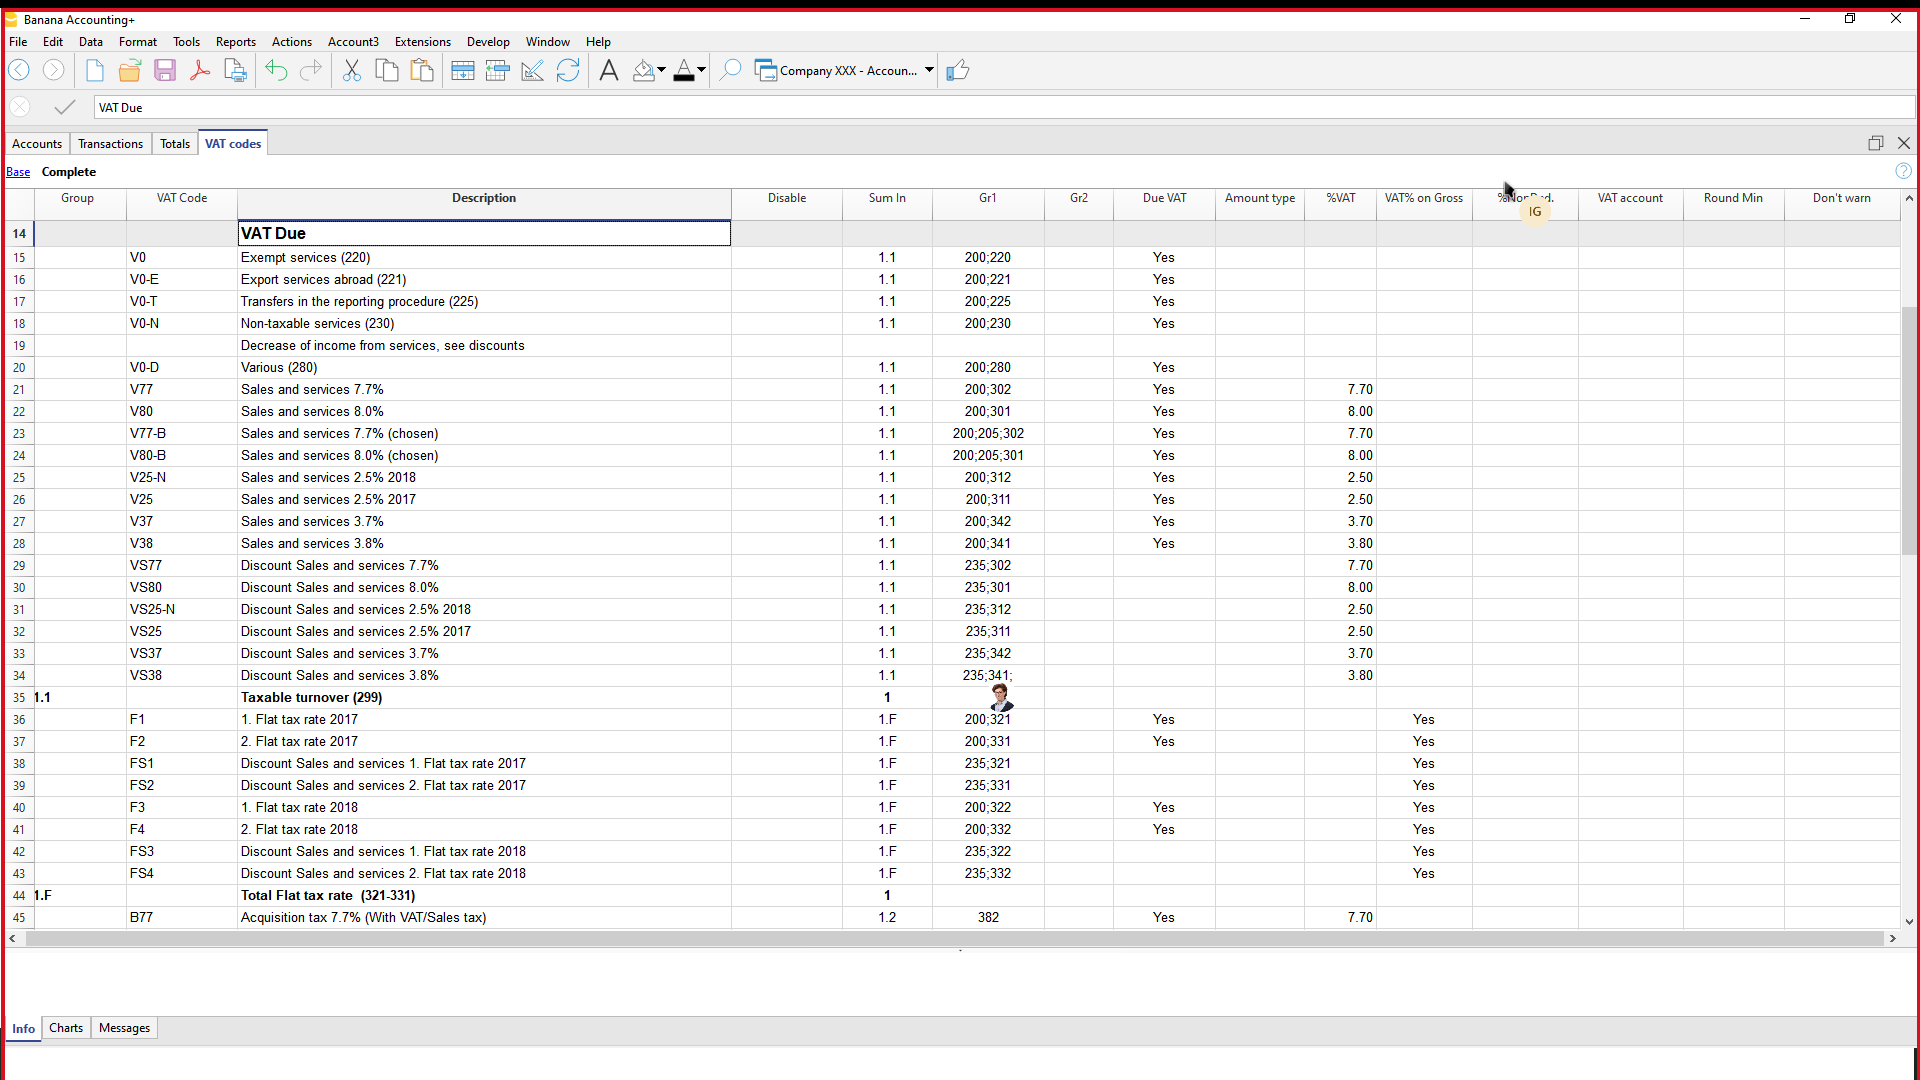 Banana Accounting+
File Edit Data Format Tools Reports Actions Account3 Extensions Develop Window Help
Company XXX - Accoun...
VAT Due
Accounts Transactions Totals VAT codes
Base Complete
Group VAT Code Description Disable Sum In Gr1 Gr2 Due VAT Amount type %VAT VAT% on Gross VAT account Round Min Don't warn
IG
14 VAT Due
15 V0 Exempt services (220) 1.1 200;220 Yes
16 V0-E Export services abroad (221) 1.1 200;221 Yes
17 V0-T Transfers in the reporting procedure (225) 1.1 200;225 Yes
18 V0-N Non-taxable services (230) 1.1 200;230 Yes
19 Decrease of income from services, see discounts
20 V0-D Various (280) 1.1 200;280 Yes
21 V77 Sales and services 7.7% 1.1 200;302 Yes 7.70
22 V80 Sales and services 8.0% 1.1 200;301 Yes 8.00
23 V77-B Sales and services 7.7% (chosen) 1.1 200;205;302 Yes 7.70
24 V80-B Sales and services 8.0% (chosen) 1.1 200;205;301 Yes 8.00
25 V25-N Sales and services 2.5% 2018 1.1 200;312 Yes 2.50
26 V25 Sales and services 2.5% 2017 1.1 200;311 Yes 2.50
27 V37 Sales and services 3.7% 1.1 200;342 Yes 3.70
28 V38 Sales and services 3.8% 1.1 200;341 Yes 3.80
29 VS77 Discount Sales and services 7.7% 1.1 235;302 7.70
30 VS80 Discount Sales and services 8.0% 1.1 235;301 8.00
31 VS25-N Discount Sales and services 2.5% 2018 1.1 235;312 2.50
32 VS25 Discount Sales and services 2.5% 2017 1.1 235;311 2.50
33 VS37 Discount Sales and services 3.7% 1.1 235;342 3.70
34 VS38 Discount Sales and services 3.8% 1.1 235;341; 3.80
35 1.1 Taxable turnover (299) 1
36 F1 1. Flat tax rate 2017 1.F 200;321 Yes Yes
37 F2 2. Flat tax rate 2017 1.F 200;331 Yes Yes
38 FS1 Discount Sales and services 1. Flat tax rate 2017 1.F 235;321 Yes
39 FS2 Discount Sales and services 2. Flat tax rate 2017 1.F 235;331 Yes
40 F3 1. Flat tax rate 2018 1.F 200;322 Yes Yes
41 F4 2. Flat tax rate 2018 1.F 200;332 Yes Yes
42 FS3 Discount Sales and services 1. Flat tax rate 2018 1.F 235;322 Yes
43 FS4 Discount Sales and services 2. Flat tax rate 2018 1.F 235;332 Yes
44 1.F Total Flat tax rate (321-331) 1
45 B77 Acquisition tax 7.7% (With VAT/Sales tax) 1.2 382 Yes 7.70
Info Charts Messages